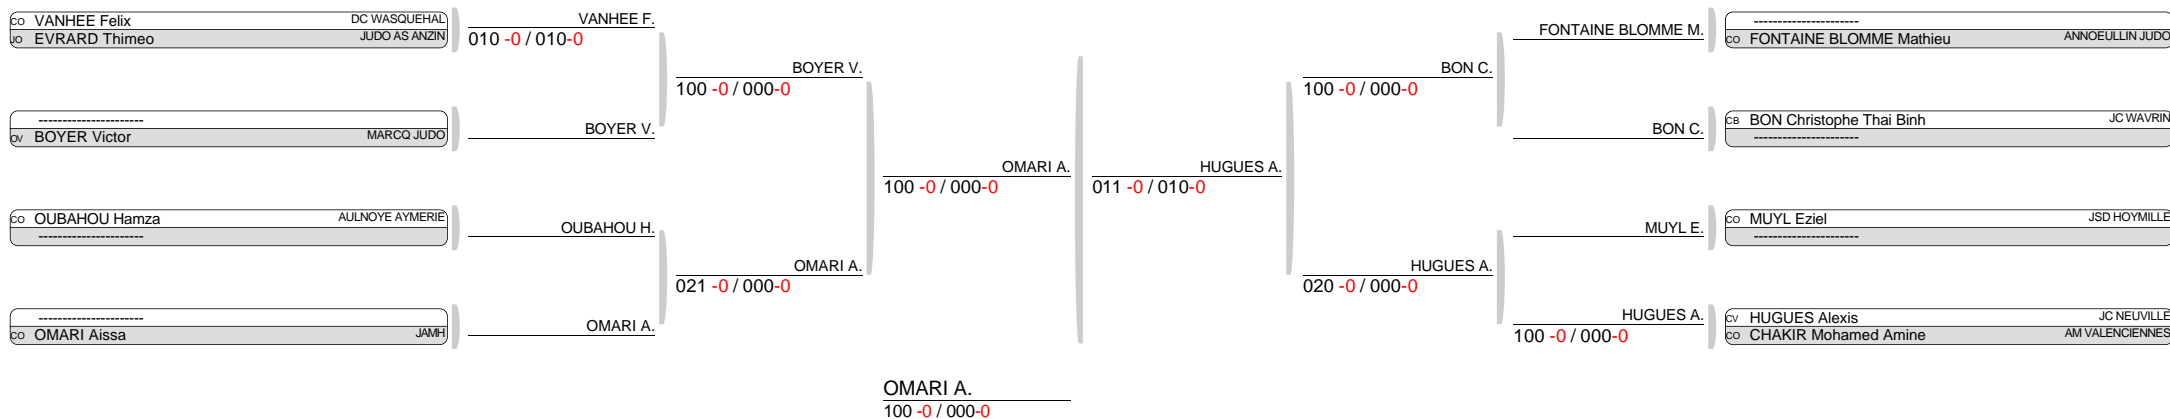 CO VANHEE Felix DC WASQUEHAL
JO EVRARD Thimeo JUDO AS ANZIN
----------------------
OV BOYER Victor MARCQ JUDO
CO OUBAHOU Hamza AULNOYE AYMERIE
----------------------
----------------------
CO OMARI Aissa JAMH
VANHEE F.
010 -0 / 010-0
BOYER V.
OUBAHOU H.
OMARI A.
BOYER V.
100 -0 / 000-0
OMARI A.
021 -0 / 000-0
OMARI A.
100 -0 / 000-0
OMARI A.
100 -0 / 000-0
HUGUES A.
011 -0 / 010-0
BON C.
100 -0 / 000-0
HUGUES A.
020 -0 / 000-0
FONTAINE BLOMME M.
BON C.
MUYL E.
HUGUES A.
100 -0 / 000-0
----------------------
CO FONTAINE BLOMME Mathieu ANNOEULLIN JUDO
CB BON Christophe Thai Binh JC WAVRIN
----------------------
CO MUYL Eziel JSD HOYMILLE
----------------------
CV HUGUES Alexis JC NEUVILLE
CO CHAKIR Mohamed Amine AM VALENCIENNES